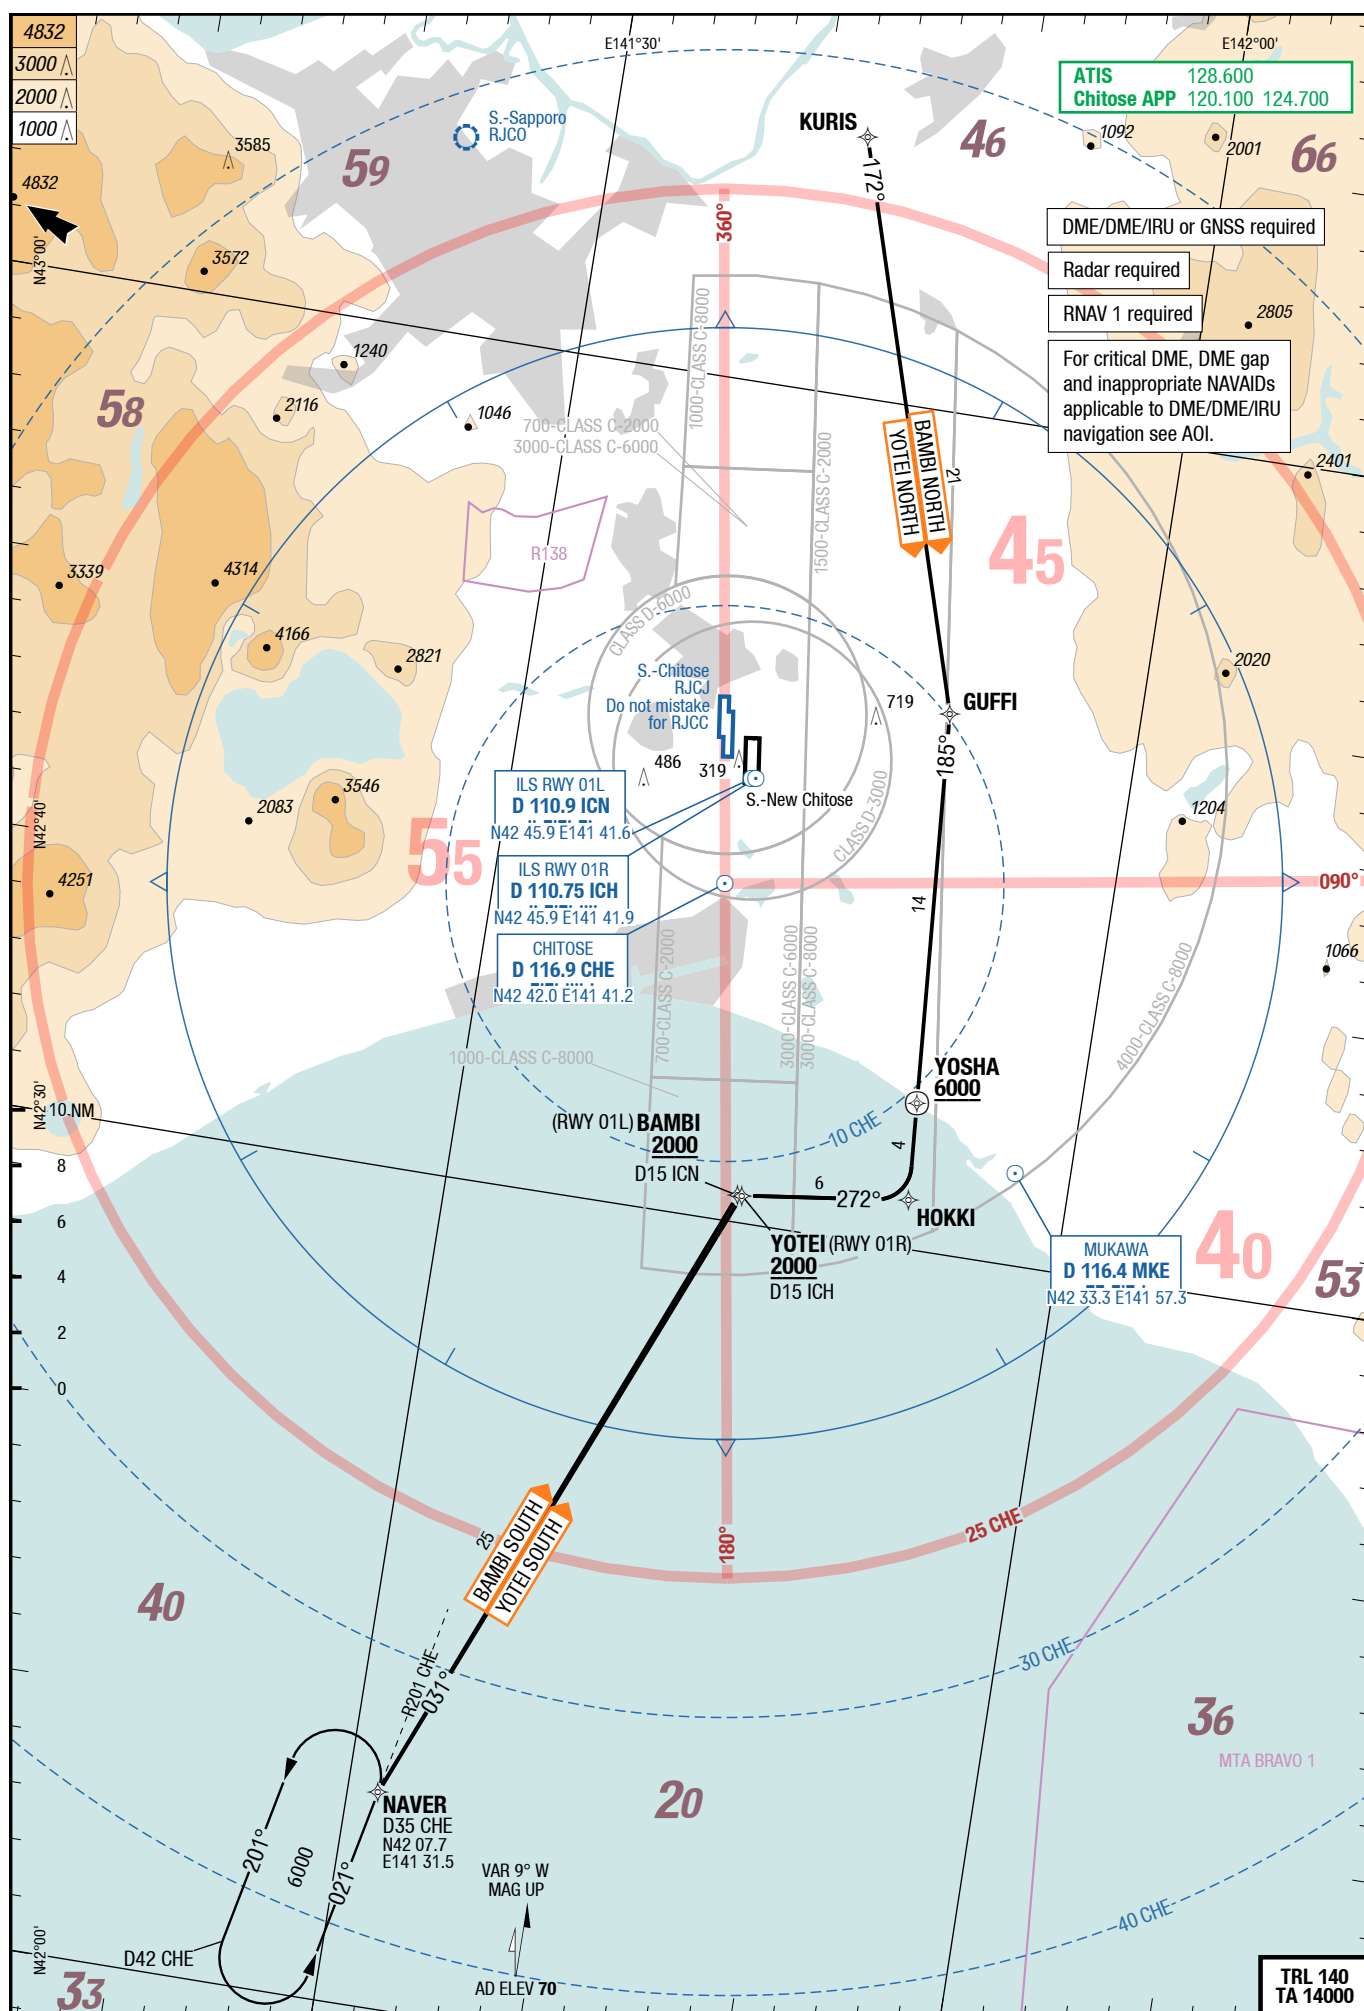 4832
3000
2000
1000
E141°30'
E142°00'
ATIS 128.600
Chitose APP 120.100 124.700
S.-Sapporo
RJCO
KURIS
172°
3585
59
46
1092
2001
66
4832
360°
N43°00'
3572
DME/DME/IRU or GNSS required
Radar required
RNAV 1 required
2805
For critical DME, DME gap
and inappropriate NAVAIDs
applicable to DME/DME/IRU
navigation see AOI.
1240
1000-CLASS C-8000
58
2116
1046
700-CLASS C-2000
3000-CLASS C-6000
1500-CLASS C-2000
BAMBI NORTH
YOTEI NORTH
21
2401
R138
45
3339
4314
CLASS D-6000
4166
2821
S.-Chitose
RJCJ
Do not mistake
for RJCC
2020
719
GUFFI
185°
486
319
S.-New Chitose
ILS RWY 01L
D 110.9 ICN
N42 45.9 E141 41.6
3546
2083
N42°40'
1204
CLASS D-3000
55
ILS RWY 01R
D 110.75 ICH
N42 45.9 E141 41.9
4251
090°
14
CHITOSE
D 116.9 CHE
N42 42.0 E141 41.2
700-CLASS C-2000
3000-CLASS C-6000
3000-CLASS C-8000
4000-CLASS C-8000
1066
1000-CLASS C-8000
YOSHA
6000
N42°30'
10 NM
8
6
4
2
0
(RWY 01L) BAMBI
2000
D15 ICN
10 CHE
4
6
272°
HOKKI
YOTEI (RWY 01R)
2000
D15 ICH
MUKAWA
D 116.4 MKE
N42 33.3 E141 57.3
40
53
180°
25 CHE
25
BAMBI SOUTH
YOTEI SOUTH
40
R201 CHE
031°
30 CHE
36
MTA BRAVO 1
20
NAVER
D35 CHE
N42 07.7
E141 31.5
201°
6000
021°
VAR 9° W
MAG UP
40 CHE
N42°00'
D42 CHE
33
AD ELEV 70
TRL 140
TA 14000